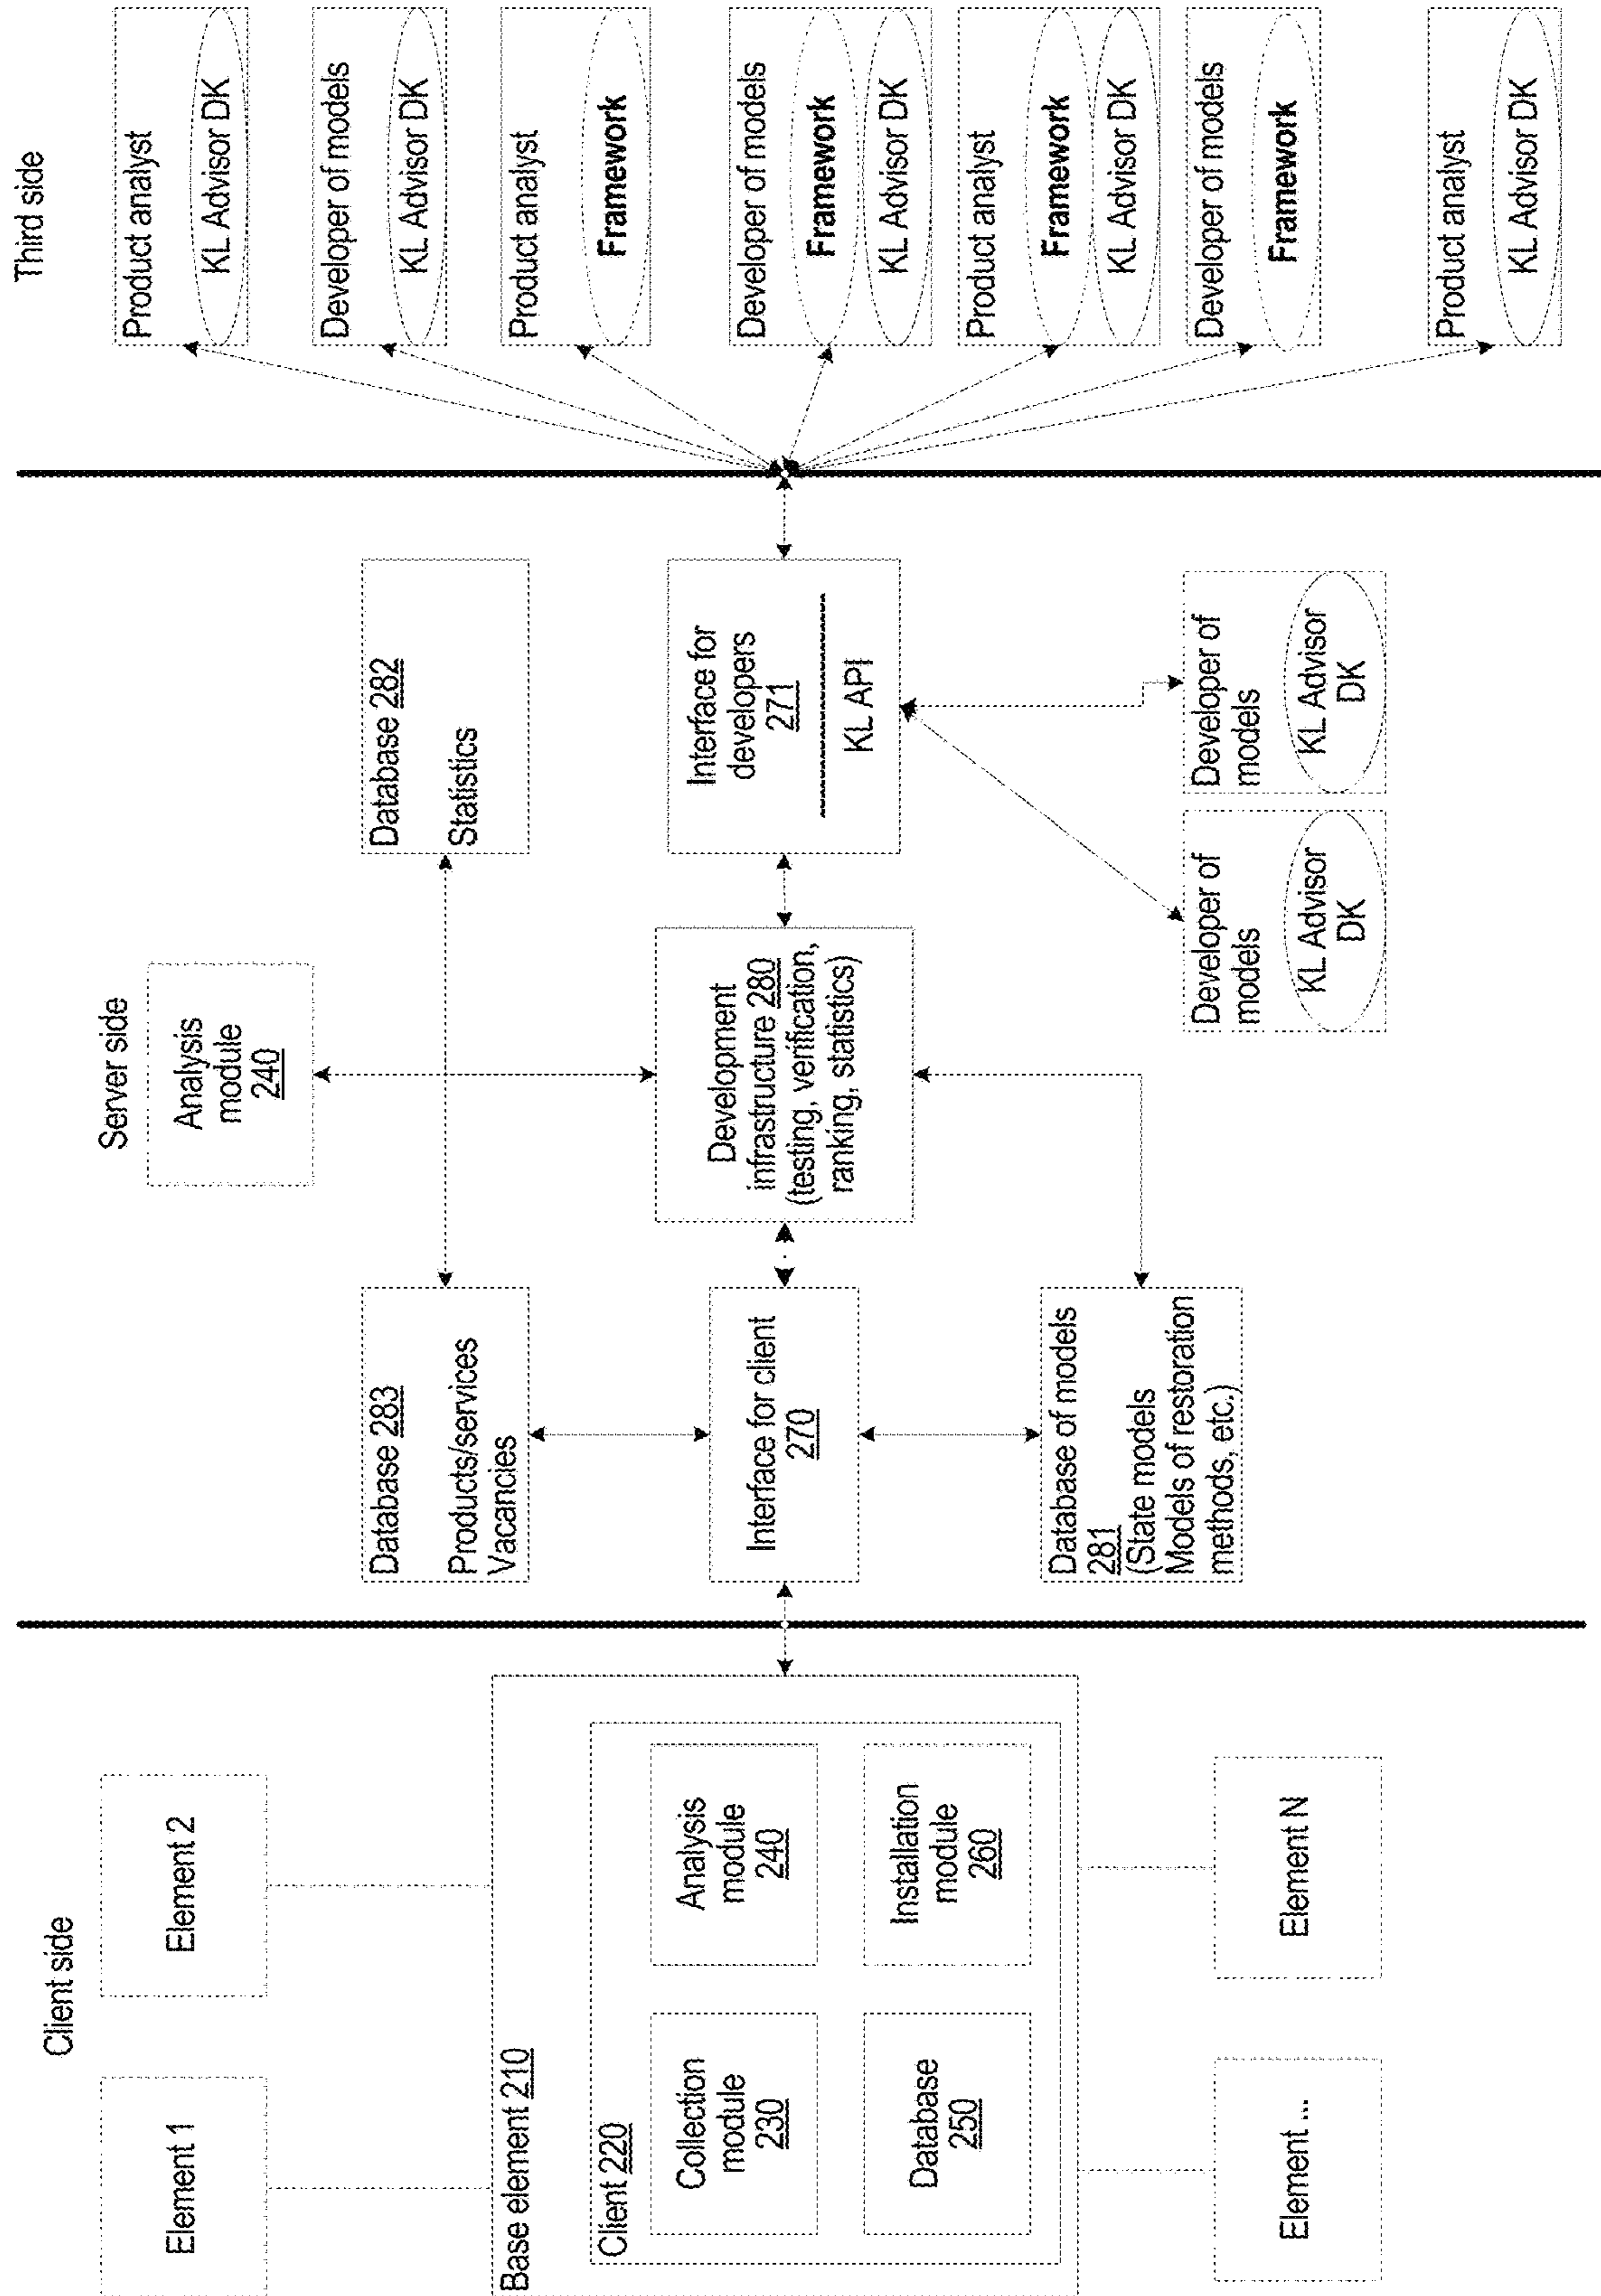 Client side
Element 1
Element 2
Base element 210
Client 220
Collection
module
230
Analysis
module
240
Database
250
Installation
module
260
Element ...
Element N
Server side
Analysis
module
240
Database 283
Products/services
Vacancies
Database 282
Statistics
Interface for client
270
Development
infrastructure 280
(testing, verification,
ranking, statistics)
Interface for
developers
271
KL API
Database of models
281
(State models
Models of restoration
methods, etc.)
Developer of
models
KL Advisor
DK
Developer of
models
KL Advisor
DK
Third side
Product analyst
KL Advisor DK
Developer of models
KL Advisor DK
Product analyst
Framework
Developer of models
Framework
KL Advisor DK
Product analyst
Framework
KL Advisor DK
Developer of models
Framework
Product analyst
KL Advisor DK